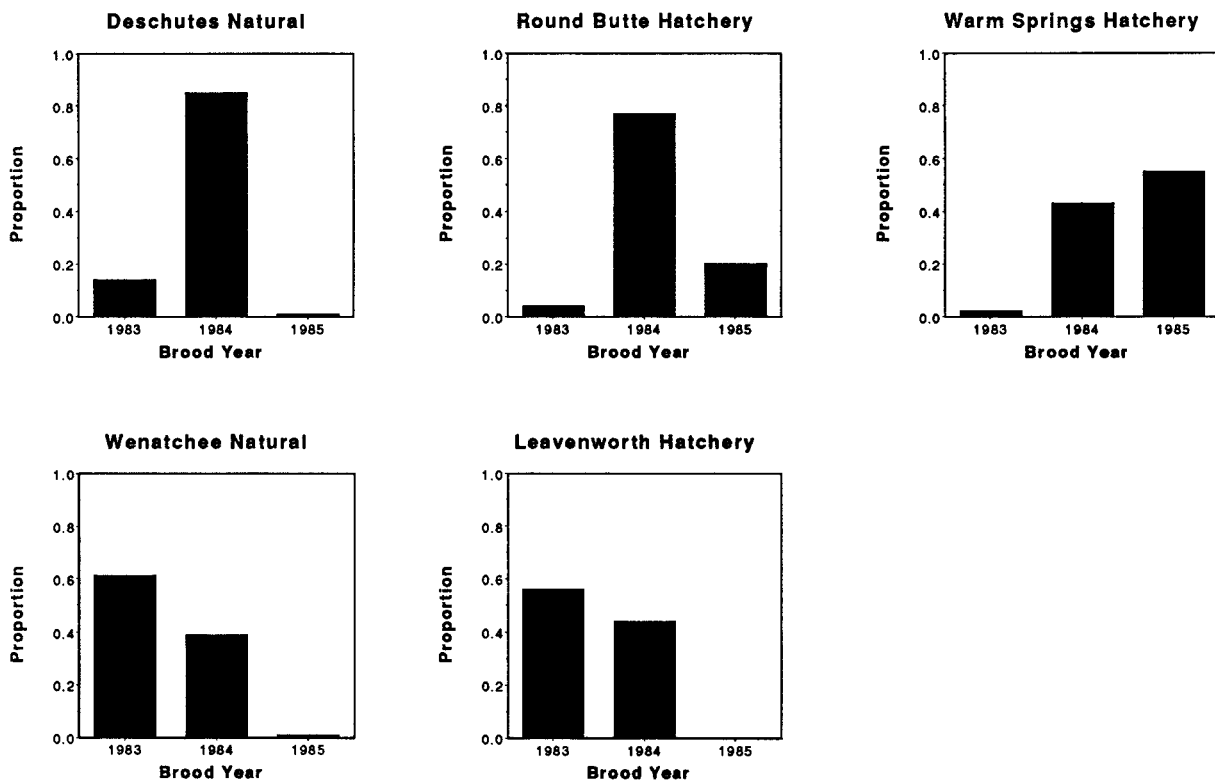 Deschutes Natural
1.0
0.8
0.6
0.4
0.2
0.0
Proportion
1983 1984 1985
Brood Year
Round Butte Hatchery
1.0
0.8
0.6
0.4
0.2
0.0
Proportion
1983 1984 1985
Brood Year
Warm Springs Hatchery
1.0
0.8
0.6
0.4
0.2
0.0
Proportion
1983 1984 1985
Brood Year
Wenatchee Natural
1.0
0.8
0.6
0.4
0.2
0.0
Proportion
1983 1984 1985
Brood Year
Leavenworth Hatchery
1.0
0.8
0.6
0.4
0.2
0.0
Proportion
1983 1984 1985
Brood Year